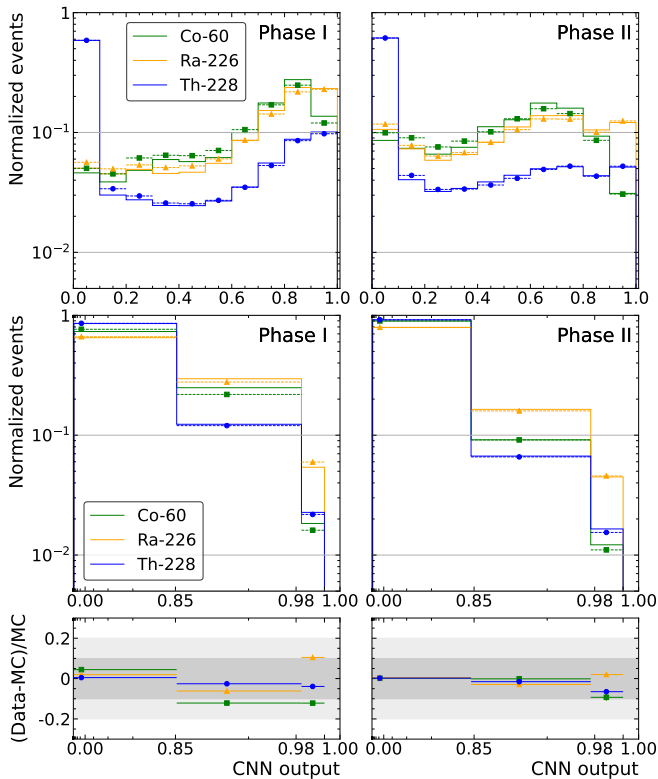 Normalized events
10⁻¹
10⁻²
Phase I
Co-60
Ra-226
Th-228
0.0 0.2 0.4 0.6 0.8 1.0
Phase II
0.0 0.2 0.4 0.6 0.8 1.0
Normalized events
1
10⁻¹
10⁻²
Phase I
Co-60
Ra-226
Th-228
0.00 0.85 0.98 1.00
Phase II
0.00 0.85 0.98 1.00
(Data-MC)/MC
0.2
0
-0.2
0.00 0.85 0.98 1.00
CNN output
0.00 0.85 0.98 1.00
CNN output